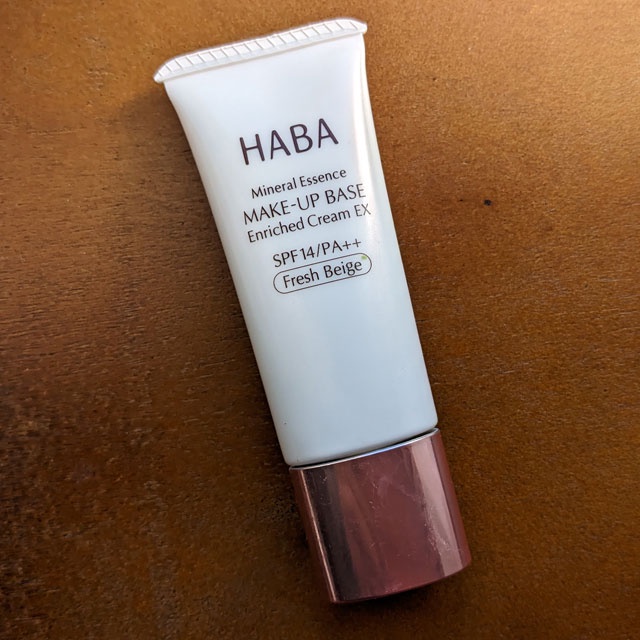 HABA
Mineral Essence
MAKE-UP BASE
Enriched Cream EX
SPF14/PA++
Fresh Beige